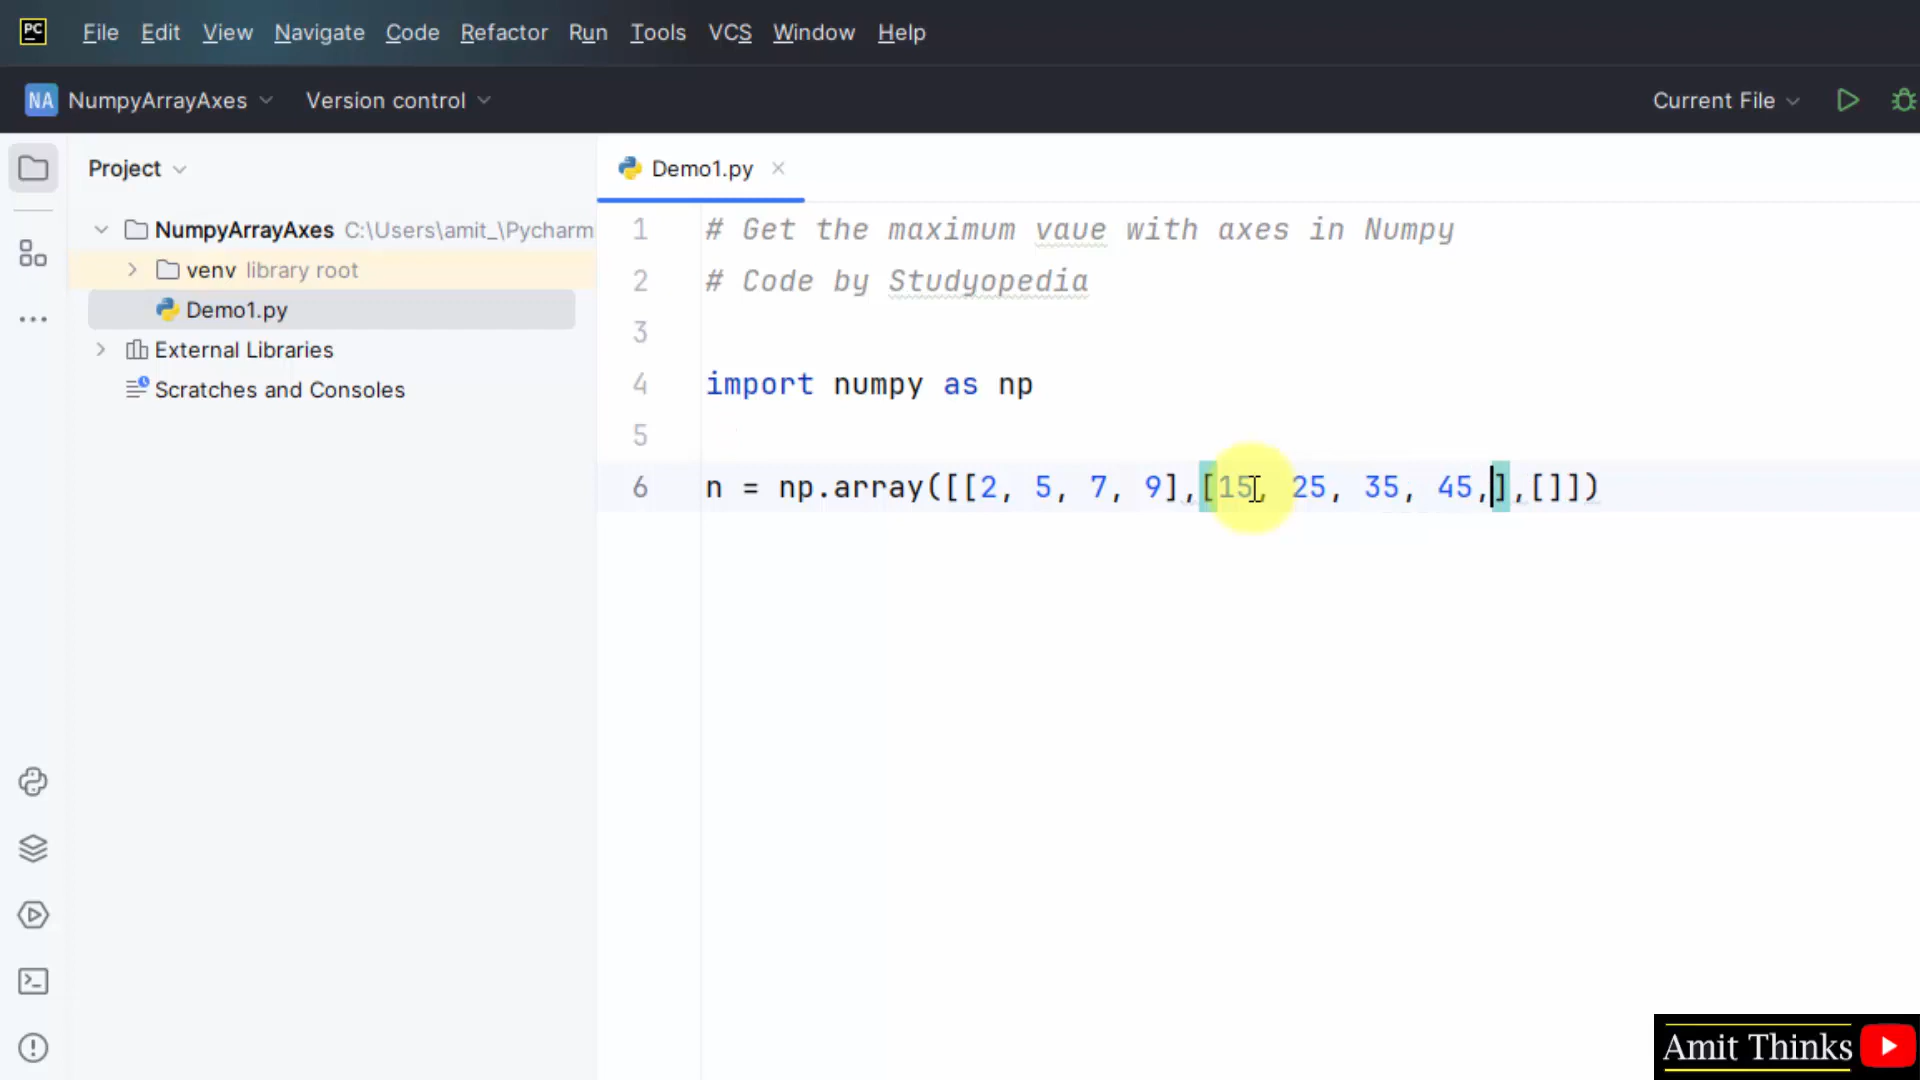 PC File Edit View Navigate Code Refactor Run Tools VCS Window Help
NA NumpyArrayAxes Version control Current File
Project
Demo1.py
NumpyArrayAxes C:\Users\amit_\Pycharm
venv library root
Demo1.py
External Libraries
Scratches and Consoles
1 # Get the maximum vaue with axes in Numpy
2 # Code by Studyopedia
3
4 import numpy as np
5
6 n = np.array([[2, 5, 7, 9],[15, 25, 35, 45,],[]])
Amit Thinks